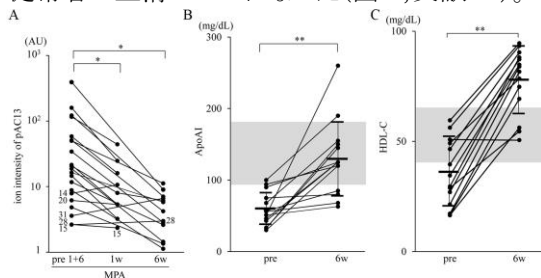 A
B
C
(AU)
(mg/dL)
(mg/dL)
*
*
**
**
10³
10²
10
1
ion intensity of pAC13
14
20
31
28
15
15
28
pre 1+6 1w 6w
MPA
300
200
100
0
ApoAI
pre 6w
100
50
0
HDL-C
pre 6w